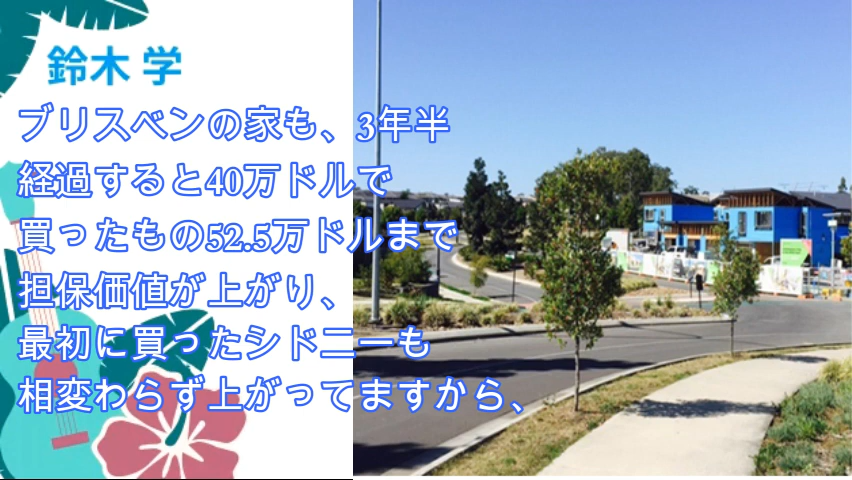 鈴木 学
ブリスベンの家も、3年半
経過すると40万ドルで
買ったもの52.5万ドルまで
担保価値が上がり、
最初に買ったシドニーも
相変わらず上がってますから、